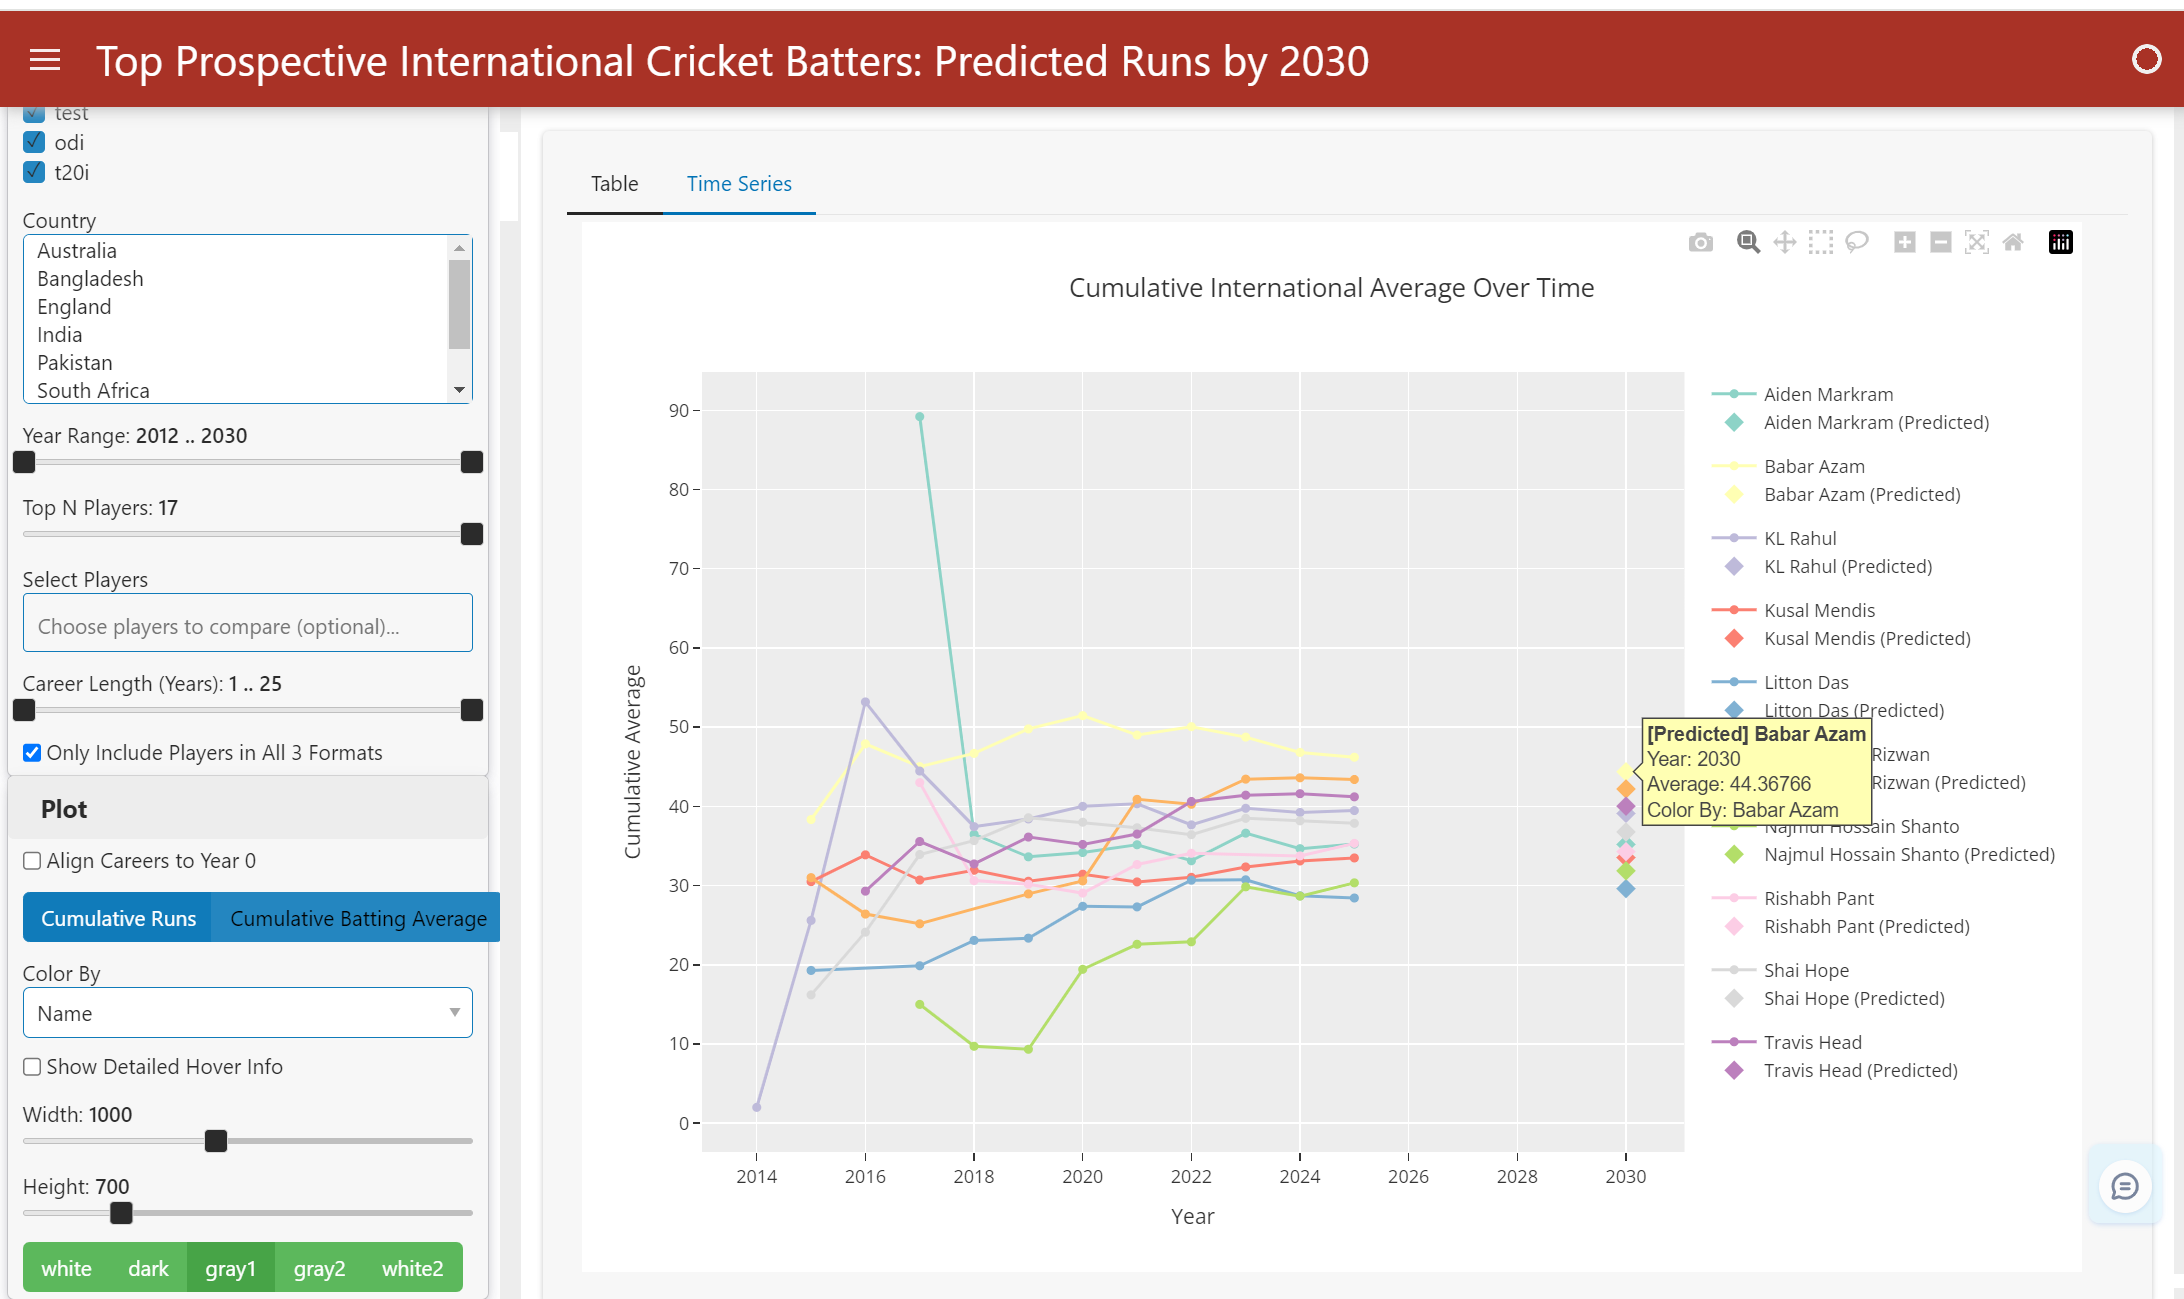 Top Prospective International Cricket Batters: Predicted Runs by 2030
test
odi
t20i
Country
Australia
Bangladesh
England
India
Pakistan
South Africa
Year Range: 2012 .. 2030
Top N Players: 17
Select Players
Choose players to compare (optional)...
Career Length (Years): 1 .. 25
Only Include Players in All 3 Formats
Plot
Align Careers to Year 0
Cumulative Runs Cumulative Batting Average
Color By
Name
Show Detailed Hover Info
Width: 1000
Height: 700
white dark gray1 gray2 white2
Table Time Series
Cumulative International Average Over Time
Cumulative Average
90
80
70
60
50
40
30
20
10
0
2014 2016 2018 2020 2022 2024 2026 2028 2030
Year
Aiden Markram
Aiden Markram (Predicted)
Babar Azam
Babar Azam (Predicted)
KL Rahul
KL Rahul (Predicted)
Kusal Mendis
Kusal Mendis (Predicted)
Litton Das
Litton Das (Predicted)
Rizwan
Rizwan (Predicted)
Najmul Hossain Shanto
Najmul Hossain Shanto (Predicted)
Rishabh Pant
Rishabh Pant (Predicted)
Shai Hope
Shai Hope (Predicted)
Travis Head
Travis Head (Predicted)
[Predicted] Babar Azam
Year: 2030
Average: 44.36766
Color By: Babar Azam